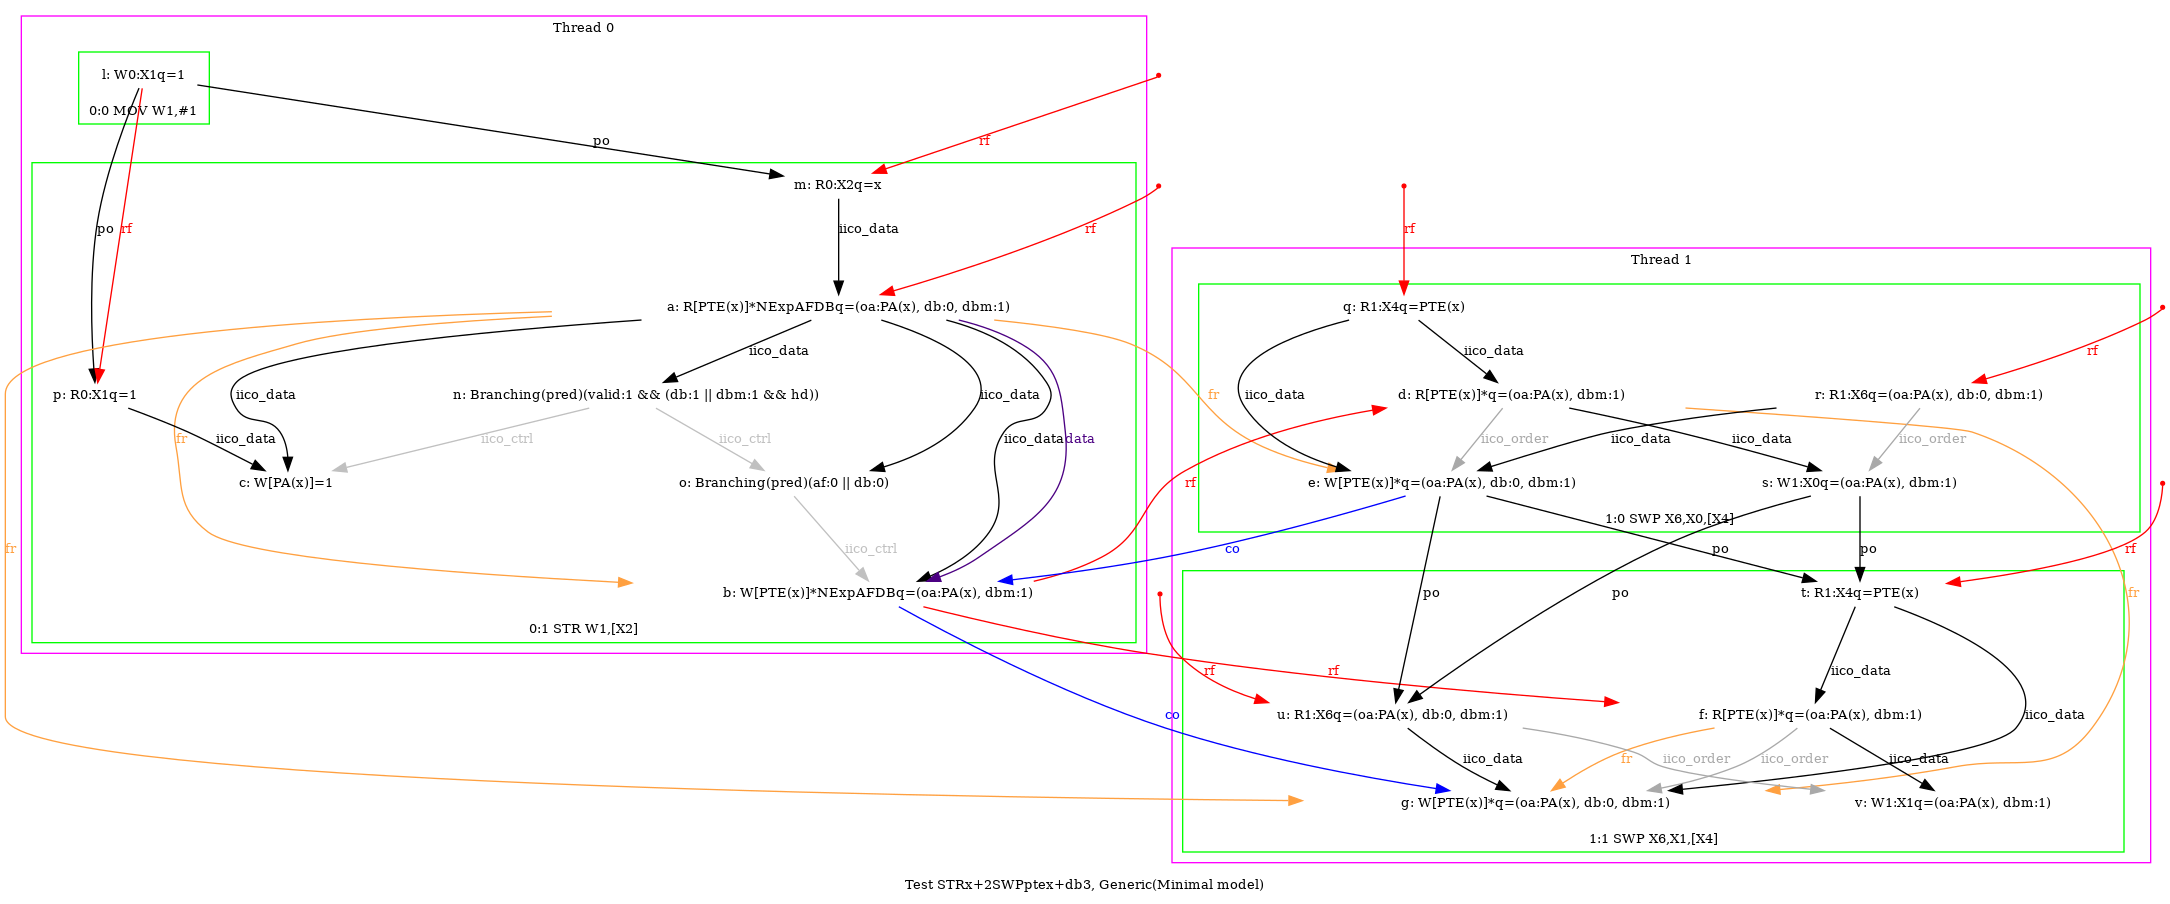 Thread 0
l: W0:X1q=1
0:0 MOV W1,#1
po
rf
m: R0:X2q=x
po
rf
iico_data
rf
rf
Thread 1
a: R[PTE(x)]*NExpAFDBq=(oa:PA(x), db:0, dbm:1)
q: R1:X4q=PTE(x)
iico_data
iico_data
rf
p: R0:X1q=1
iico_data
n: Branching(pred)(valid:1 && (db:1 || dbm:1 && hd))
iico_data
fr
iico_data
d: R[PTE(x)]*q=(oa:PA(x), dbm:1)
r: R1:X6q=(oa:PA(x), db:0, dbm:1)
fr
iico_data
iico_ctrl
iico_ctrl
iico_data
data
iico_order
iico_data
iico_data
iico_order
c: W[PA(x)]=1
o: Branching(pred)(af:0 || db:0)
rf
e: W[PTE(x)]*q=(oa:PA(x), db:0, dbm:1)
s: W1:X0q=(oa:PA(x), dbm:1)
1:0 SWP X6,X0,[X4]
fr
iico_ctrl
co
po
po
rf
b: W[PTE(x)]*NExpAFDBq=(oa:PA(x), dbm:1)
po
po
t: R1:X4q=PTE(x)
fr
0:1 STR W1,[X2]
rf
rf
iico_data
co
u: R1:X6q=(oa:PA(x), db:0, dbm:1)
f: R[PTE(x)]*q=(oa:PA(x), dbm:1)
iico_data
iico_data
fr
iico_order
iico_order
iico_data
g: W[PTE(x)]*q=(oa:PA(x), db:0, dbm:1)
v: W1:X1q=(oa:PA(x), dbm:1)
1:1 SWP X6,X1,[X4]
Test STRx+2SWPptex+db3, Generic(Minimal model)